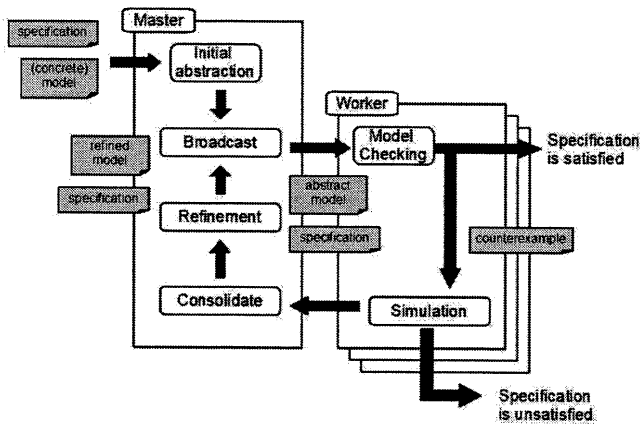 specification
(concrete)
model
Master
Initial
abstraction
Broadcast
refined
model
specification
Refinement
Consolidate
abstract
model
specification
Worker
Model
Checking
Specification
is satisfied
counterexample
Simulation
Specification
is unsatisfied